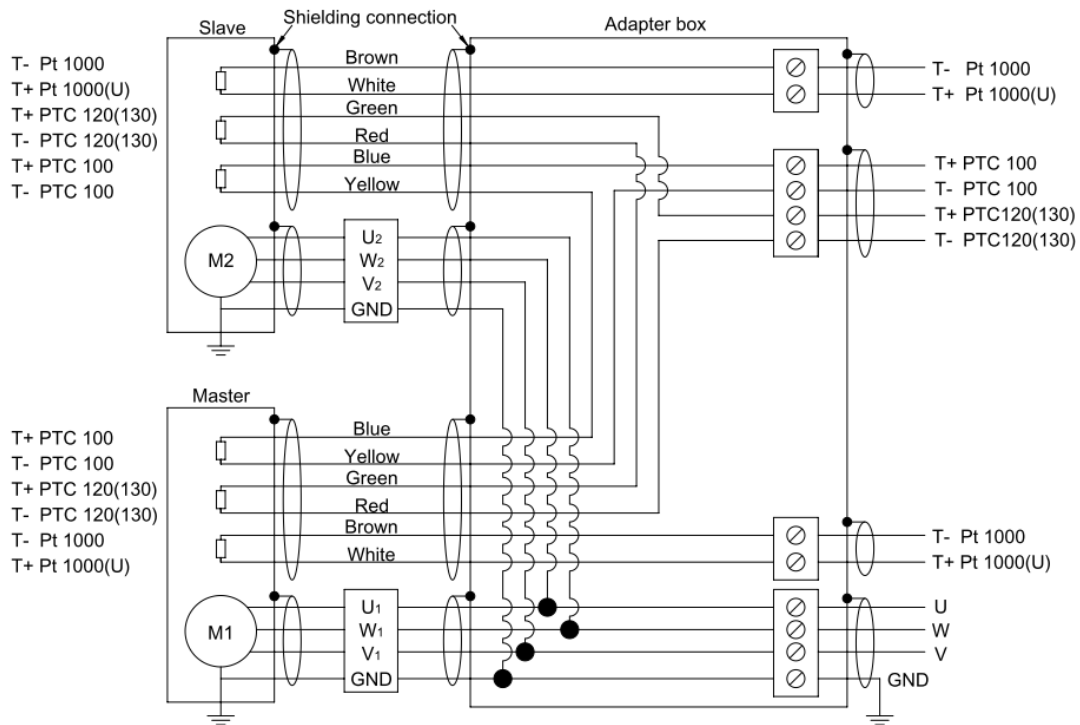 Shielding connection
Slave
Adapter box
T- Pt 1000
T+ Pt 1000(U)
T+ PTC 120(130)
T- PTC 120(130)
T+ PTC 100
T- PTC 100
Brown
White
Green
Red
Blue
Yellow
T- Pt 1000
T+ Pt 1000(U)
T+ PTC 100
T- PTC 100
T+ PTC120(130)
T- PTC120(130)
M2
U2
W2
V2
GND
Master
T+ PTC 100
T- PTC 100
T+ PTC 120(130)
T- PTC 120(130)
T- Pt 1000
T+ Pt 1000(U)
Blue
Yellow
Green
Red
Brown
White
T- Pt 1000
T+ Pt 1000(U)
M1
U1
W1
V1
GND
U
W
V
GND